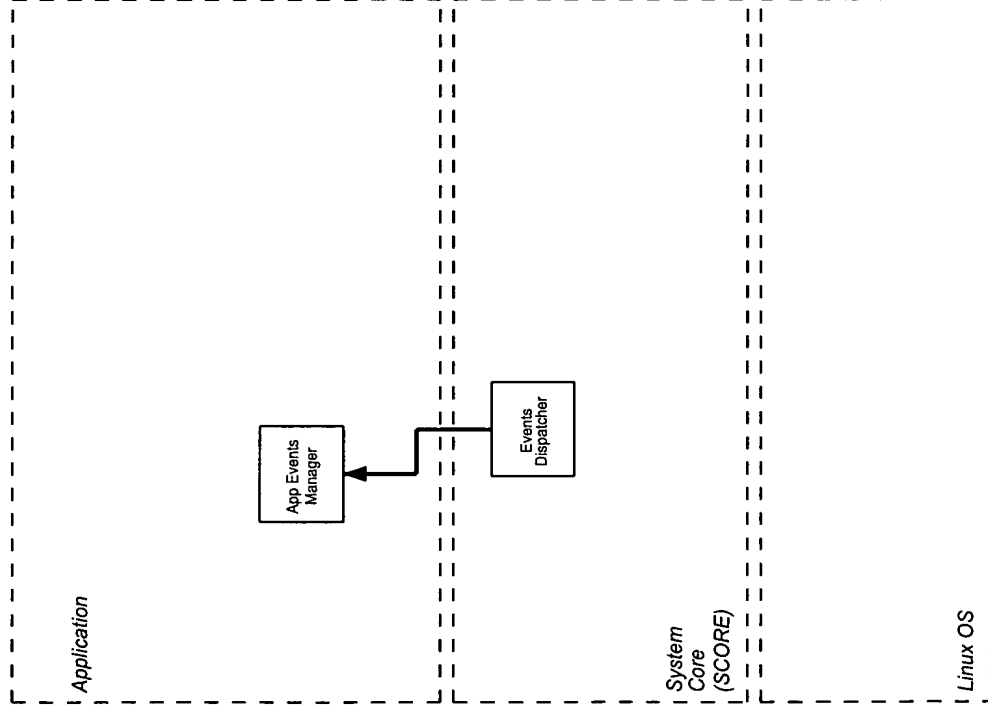 Application
App Events
Manager
Events
Dispatcher
System
Core
(SCORE)
Linux OS